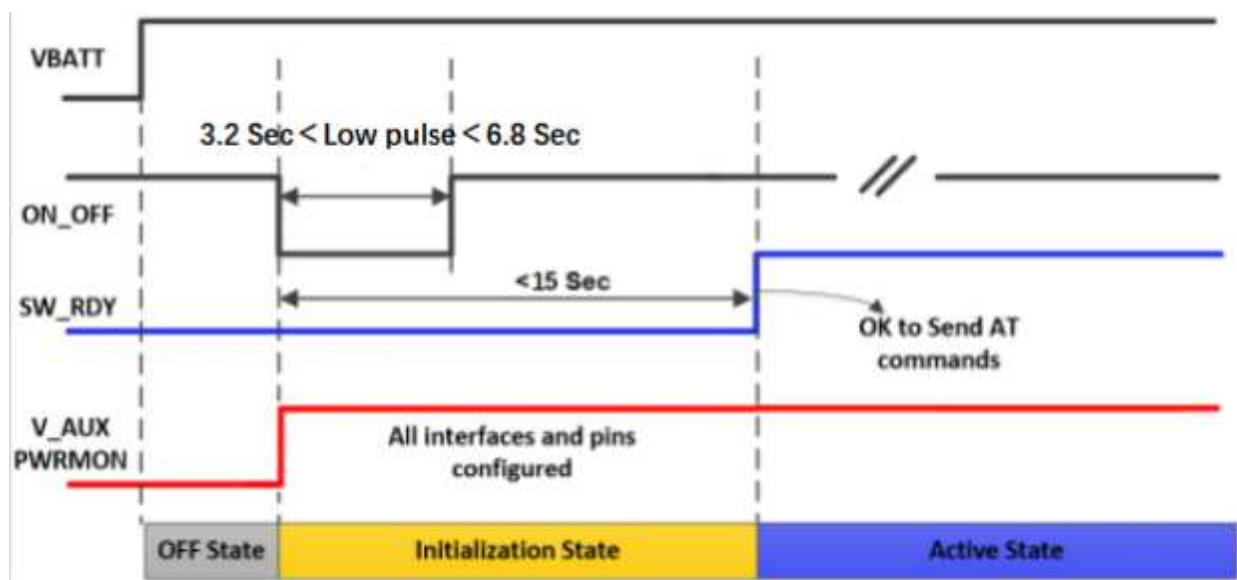 VBATT
3.2 Sec < Low pulse < 6.8 Sec
ON_OFF
<15 Sec
SW_RDY
OK to Send AT
commands
V_AUX
PWRMON
All interfaces and pins
configured
OFF State
Initialization State
Active State